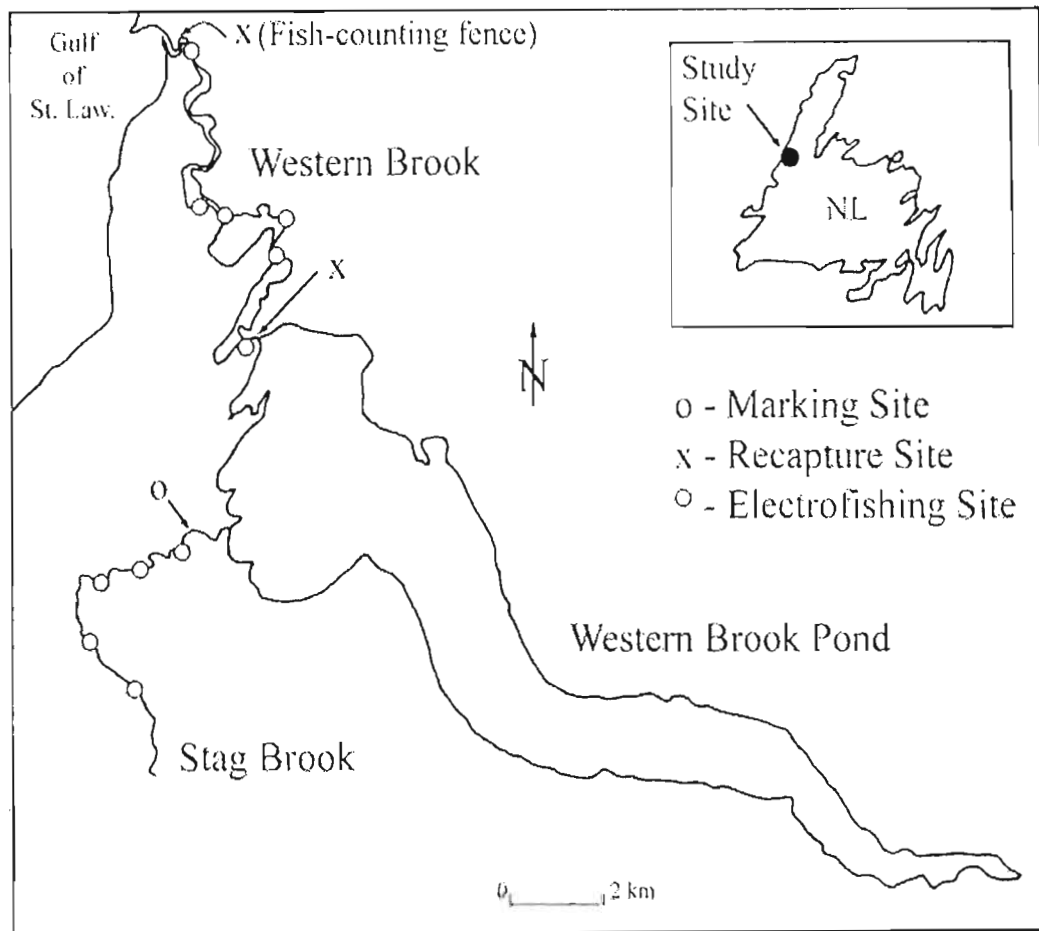 Gulf
of
St. Law.
x (Fish-counting fence)
Study
Site
NL
Western Brook
x
N
o - Marking Site
x - Recapture Site
○ - Electrofishing Site
o
Western Brook Pond
Stag Brook
0 2 km